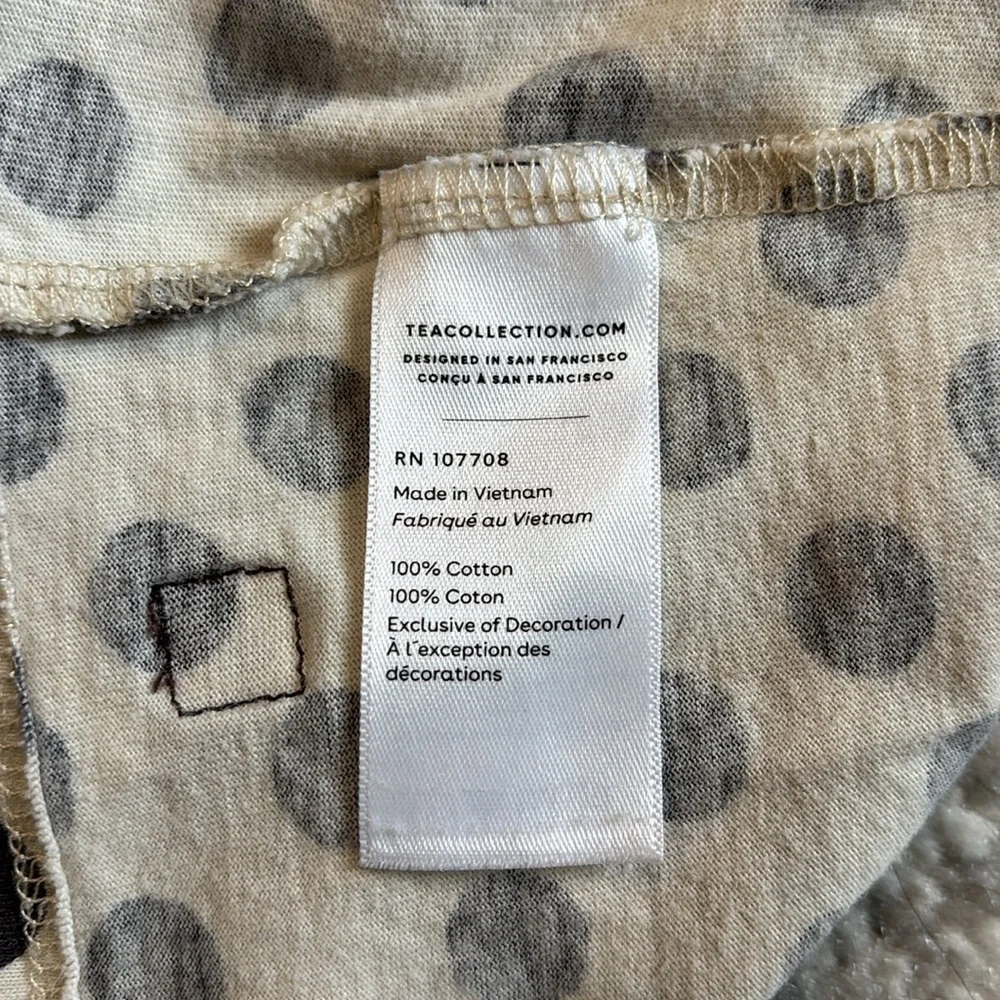 TEACOLLECTION.COM
DESIGNED IN SAN FRANCISCO
CONÇU À SAN FRANCISCO
RN 107708
Made in Vietnam
Fabriqué au Vietnam
100% Cotton
100% Coton
Exclusive of Decoration /
À l´exception des
décorations